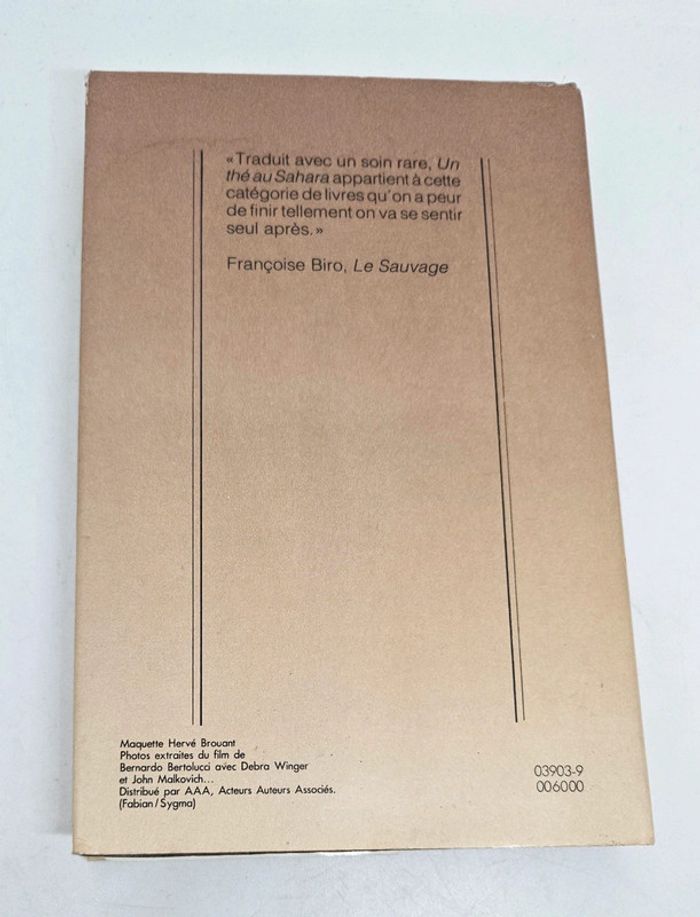 « Traduit avec un soin rare, Un
thé au Sahara appartient à cette
catégorie de livres qu'on a peur
de finir tellement on va se sentir
seul après. »
Françoise Biro, Le Sauvage
Maquette Hervé Brouant
Photos extraites du film de
Bernardo Bertolucci avec Debra Winger
et John Malkovich...
Distribué par AAA, Acteurs Auteurs Associés.
(Fabian/Sygma)
03903-9
006000